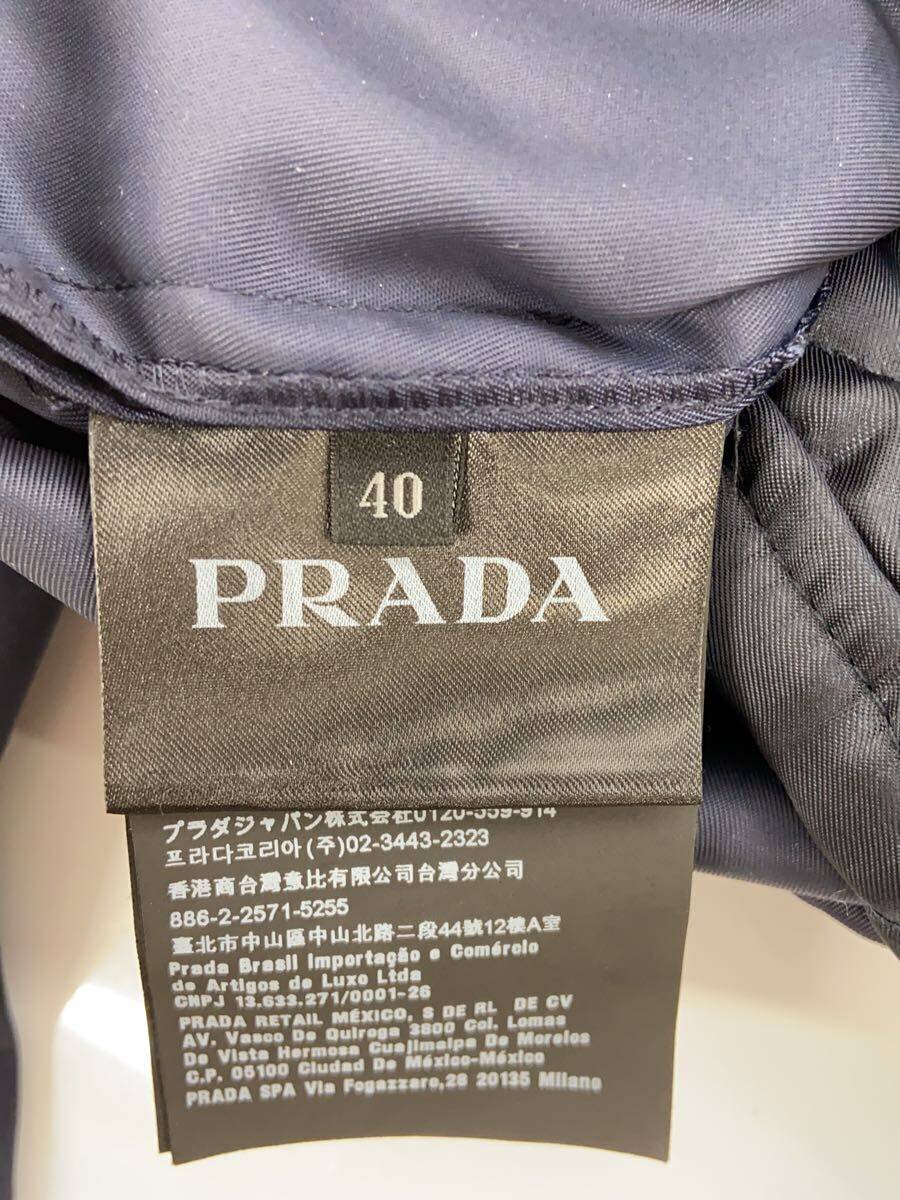 40
PRADA
プラダジャパン株式会社0120-559-914
프라다코리아(주)02-3443-2323
香港商台灣意比有限公司台灣分公司
886-2-2571-5255
臺北市中山區中山北路二段44號12樓A室
Prada Brasil Importação e Comércio
de Artigos de Luxo Ltda
CNPJ 13.633.271/0001-26
PRADA RETAIL MÉXICO, S DE RL DE CV
AV. Vasco De Quiroga 3800 Col. Lomas
De Vista Hermosa Cuajimalpa De Morelos
C.P. 05100 Ciudad De México-México
PRADA SPA Via Fogazzaro,28 20135 Milano